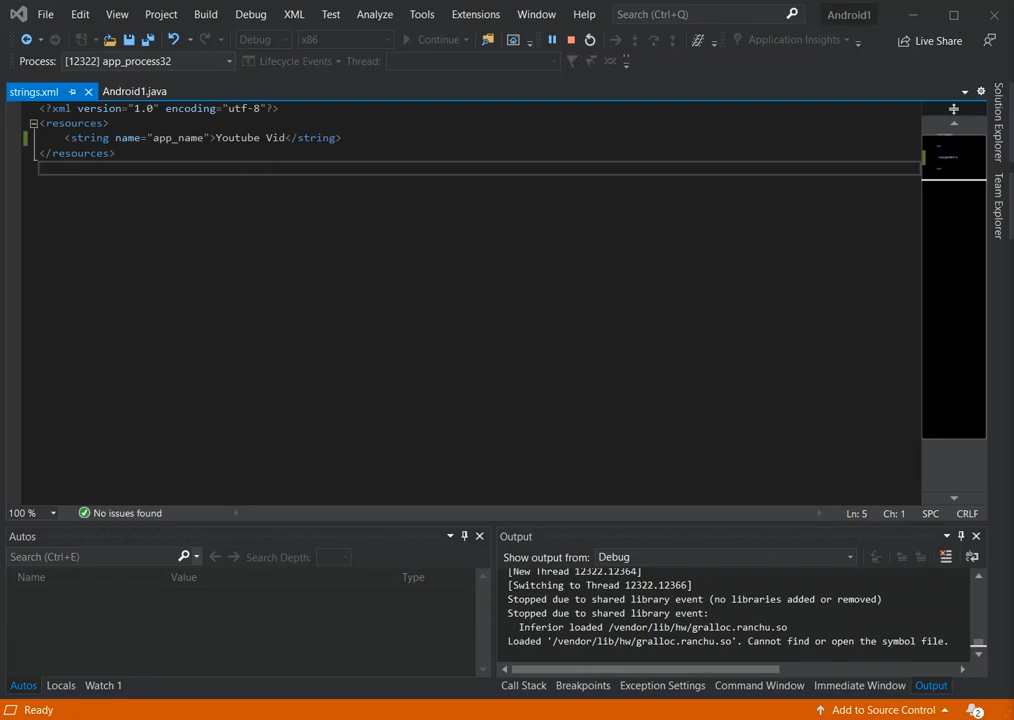 File Edit View Project Build Debug XML Test Analyze Tools Extensions Window Help Search (Ctrl+Q) Android1
Debug x86 Continue Application Insights Live Share
Process: [12322] app_process32 Lifecycle Events Thread:
strings.xml Android1.java
<?xml version="1.0" encoding="utf-8"?>
<resources>
<string name="app_name">Youtube Vid</string>
</resources>
Solution Explorer
Team Explorer
100 % No issues found Ln: 5 Ch: 1 SPC CRLF
Autos
Search (Ctrl+E) Search Depth:
Name Value Type
Autos Locals Watch 1
Output
Show output from: Debug
[New Thread 12322.12364]
[Switching to Thread 12322.12366]
Stopped due to shared library event (no libraries added or removed)
Stopped due to shared library event:
Inferior loaded /vendor/lib/hw/gralloc.ranchu.so
Loaded '/vendor/lib/hw/gralloc.ranchu.so'. Cannot find or open the symbol file.
Call Stack Breakpoints Exception Settings Command Window Immediate Window Output
Ready Add to Source Control 2